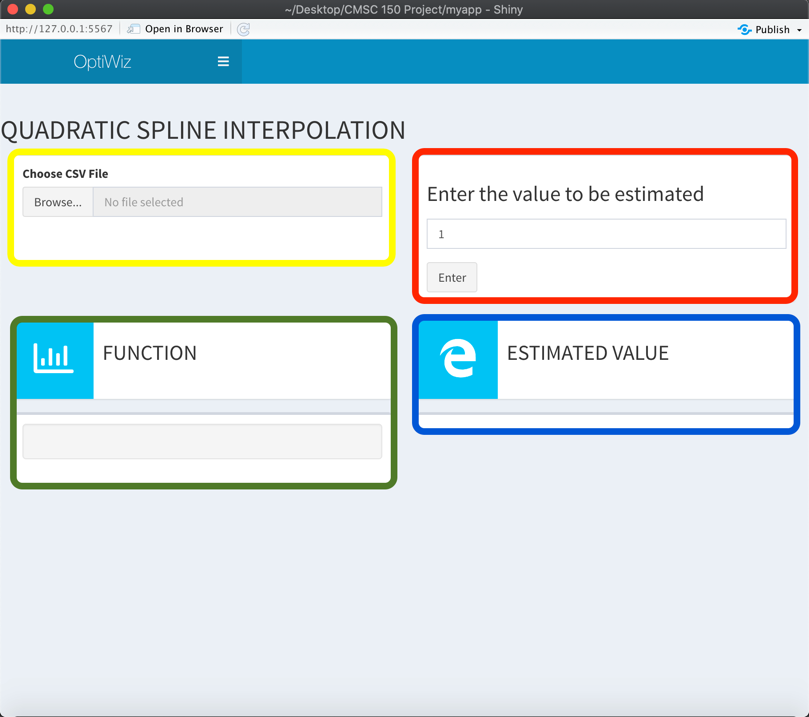 ~/Desktop/CMSC 150 Project/myapp - Shiny
http://127.0.0.1:5567 Open in Browser Publish
OptiWiz
QUADRATIC SPLINE INTERPOLATION
Choose CSV File
Browse... No file selected
Enter the value to be estimated
1
Enter
FUNCTION
ESTIMATED VALUE